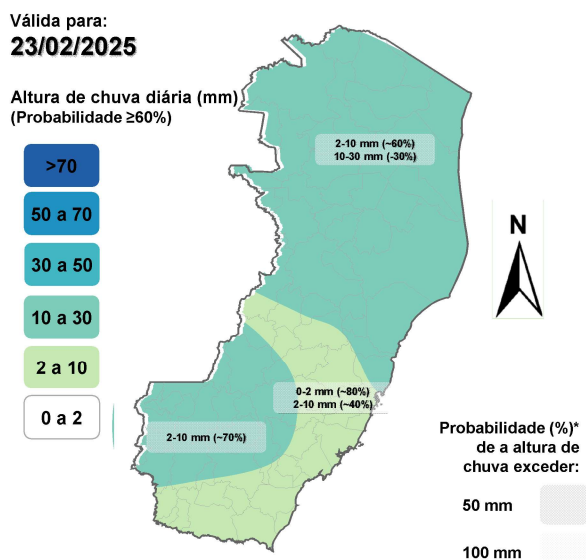 Válida para:
23/02/2025
Altura de chuva diária (mm)
(Probabilidade ≥60%)
>70
50 a 70
30 a 50
10 a 30
2 a 10
0 a 2
2-10 mm (~60%)
10-30 mm (-30%)
0-2 mm (~80%)
2-10 mm (~40%)
2-10 mm (~70%)
N
Probabilidade (%)*
de a altura de
chuva exceder:
50 mm
100 mm